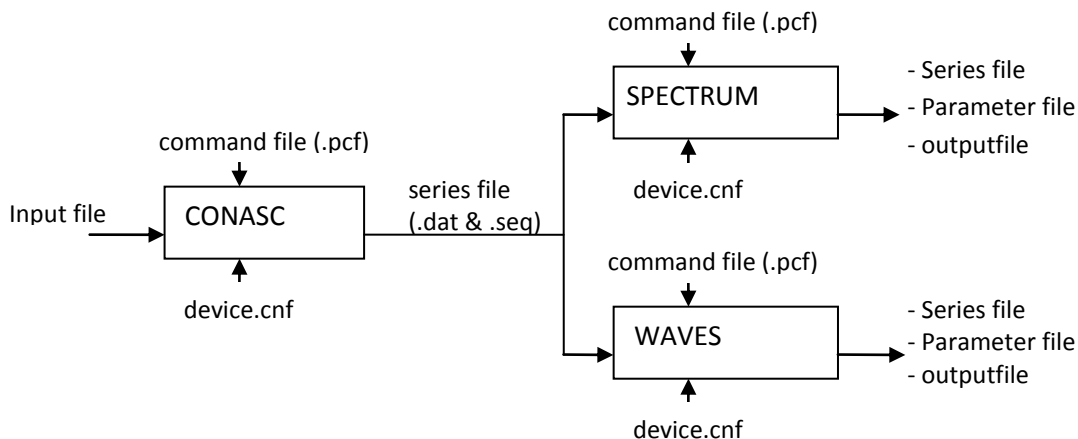 command file (.pcf)
SPECTRUM
- Series file
- Parameter file
- outputfile
device.cnf
command file (.pcf)
Input file
CONASC
series file
(.dat & .seq)
device.cnf
command file (.pcf)
WAVES
- Series file
- Parameter file
- outputfile
device.cnf